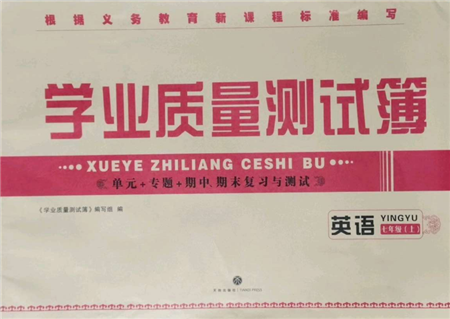 根据义务教育新课程标准编写
学业质量测试簿
XUEYE ZHILIANG CESHI BU
单元+专题+期中、期末复习与测试
《学业质量测试簿》编写组 编
英语 YINGYU
七年级(上)